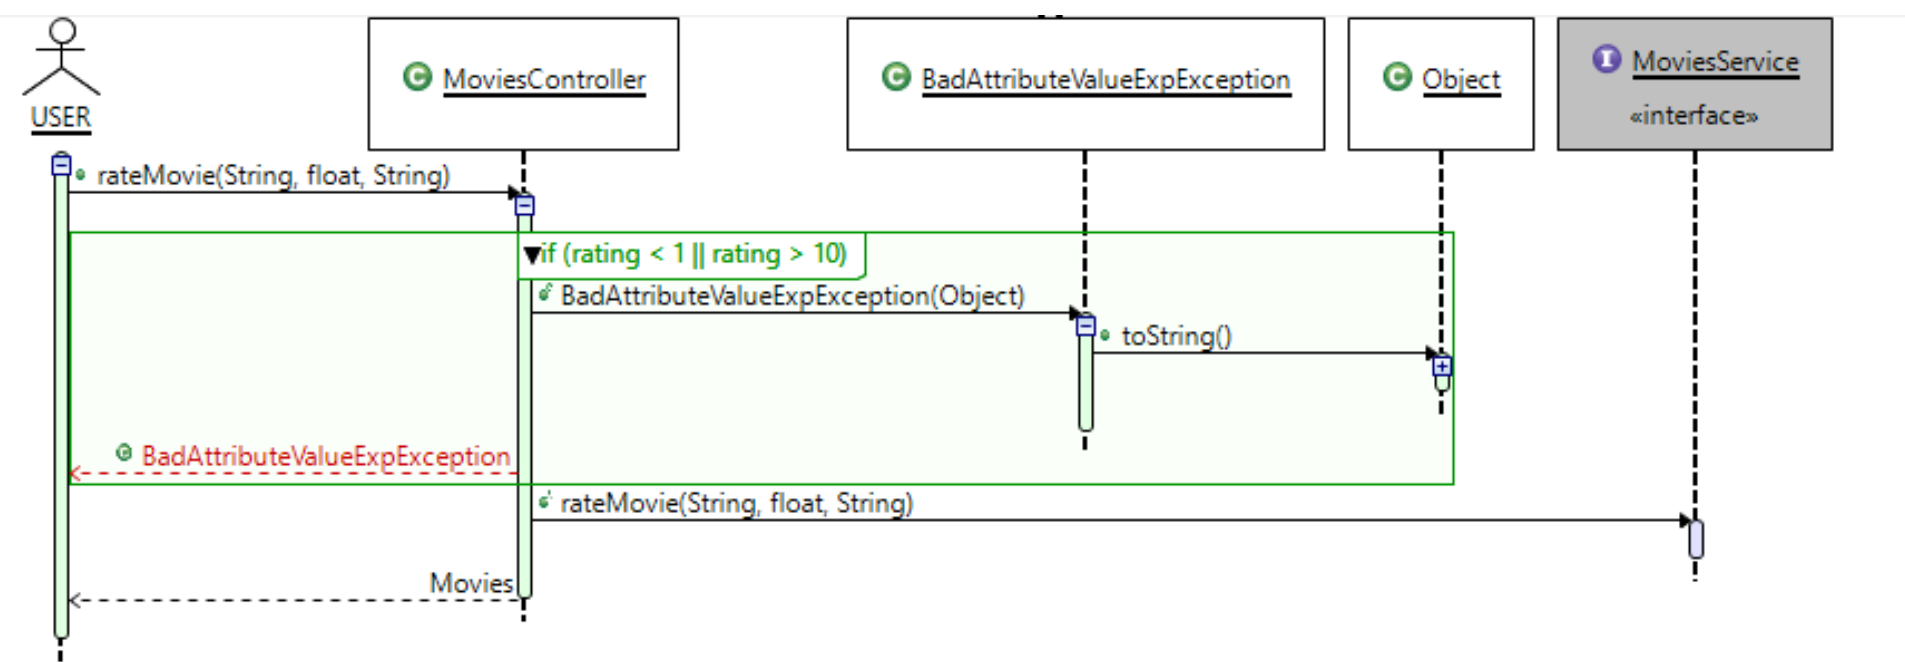 USER
MoviesController
BadAttributeValueExpException
Object
MoviesService
«interface»
rateMovie(String, float, String)
if (rating < 1 || rating > 10)
BadAttributeValueExpException(Object)
toString()
BadAttributeValueExpException
rateMovie(String, float, String)
Movies